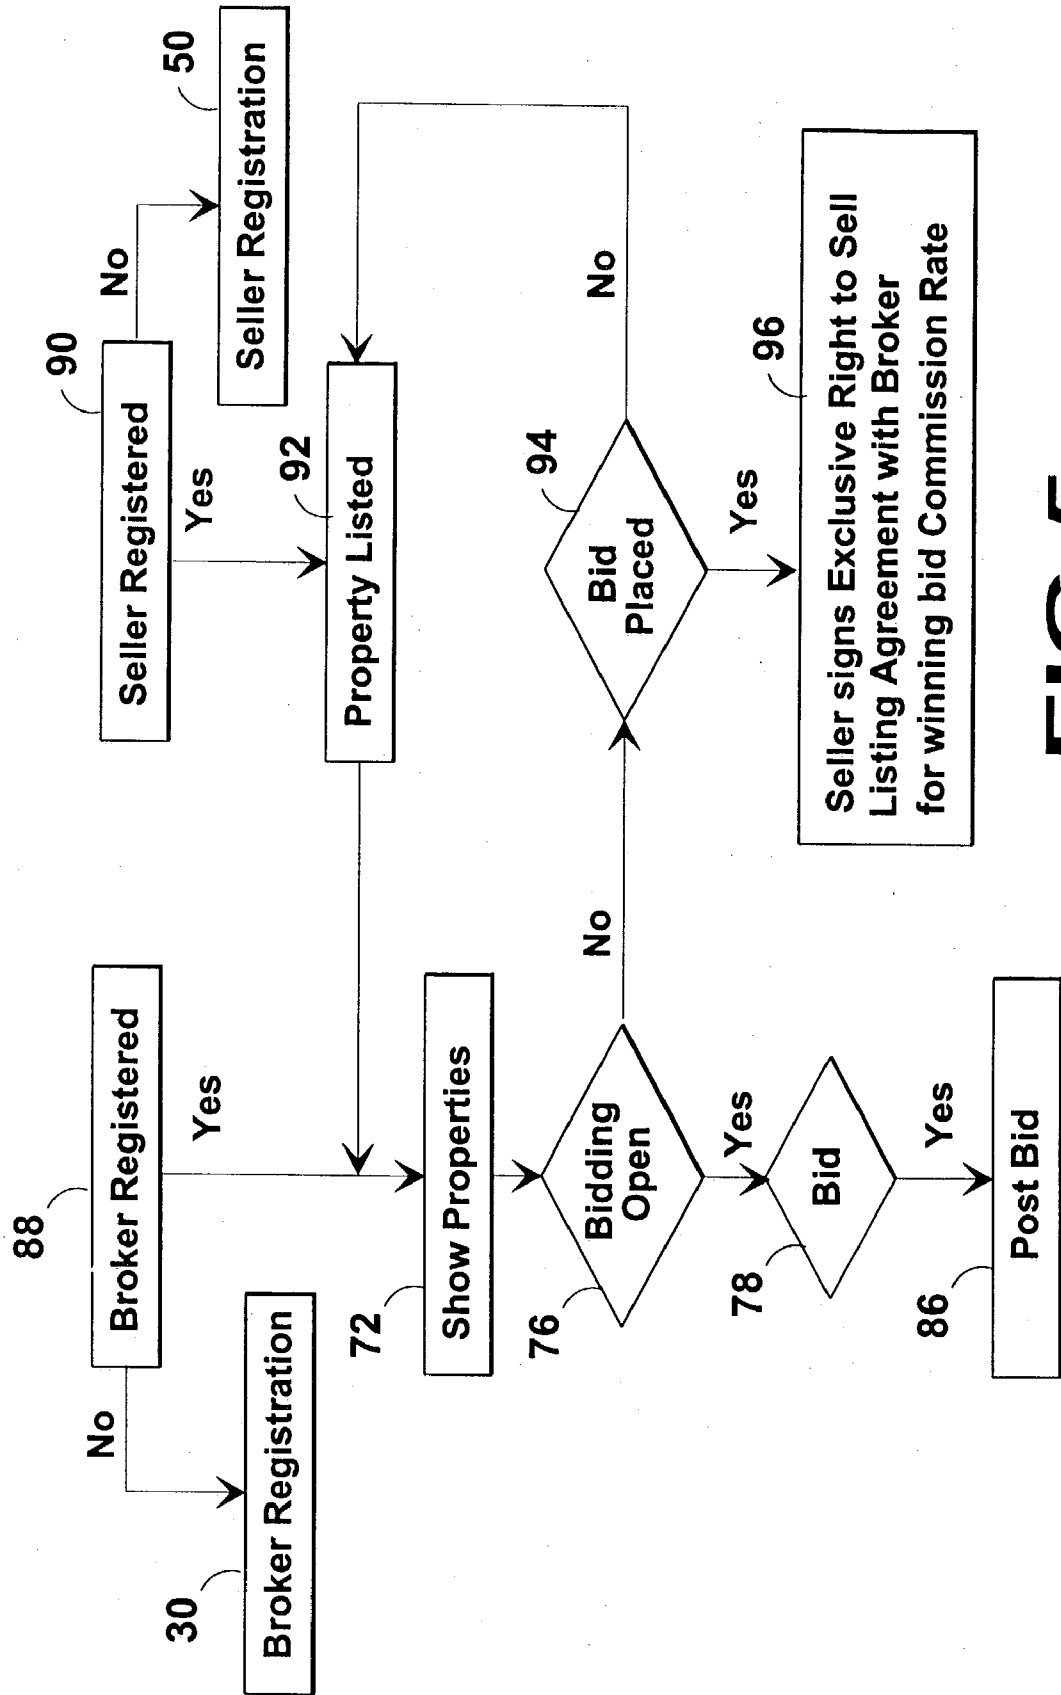 88
Broker Registered
No
Yes
30
Broker Registration
90
Seller Registered
No
Yes
50
Seller Registration
92
Property Listed
72
Show Properties
76
Bidding
Open
No
Yes
94
Bid
Placed
No
Yes
78
Bid
Yes
86
Post Bid
96
Seller signs Exclusive Right to Sell
Listing Agreement with Broker
for winning bid Commission Rate